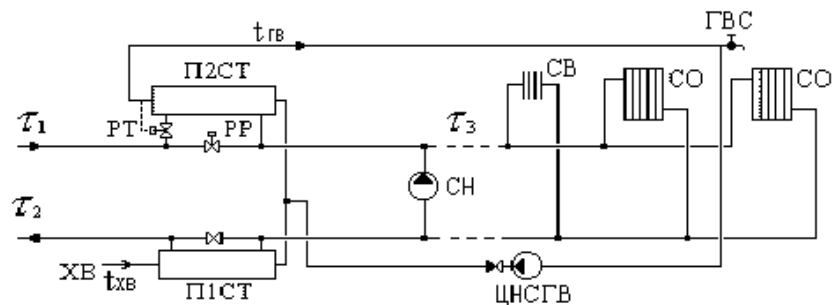 ГВС
tГВ
П2СТ
СВ
СО
СО
τ1
РТ
РР
τ3
СН
τ2
ХВ
tХВ
П1СТ
ЦНСГВ